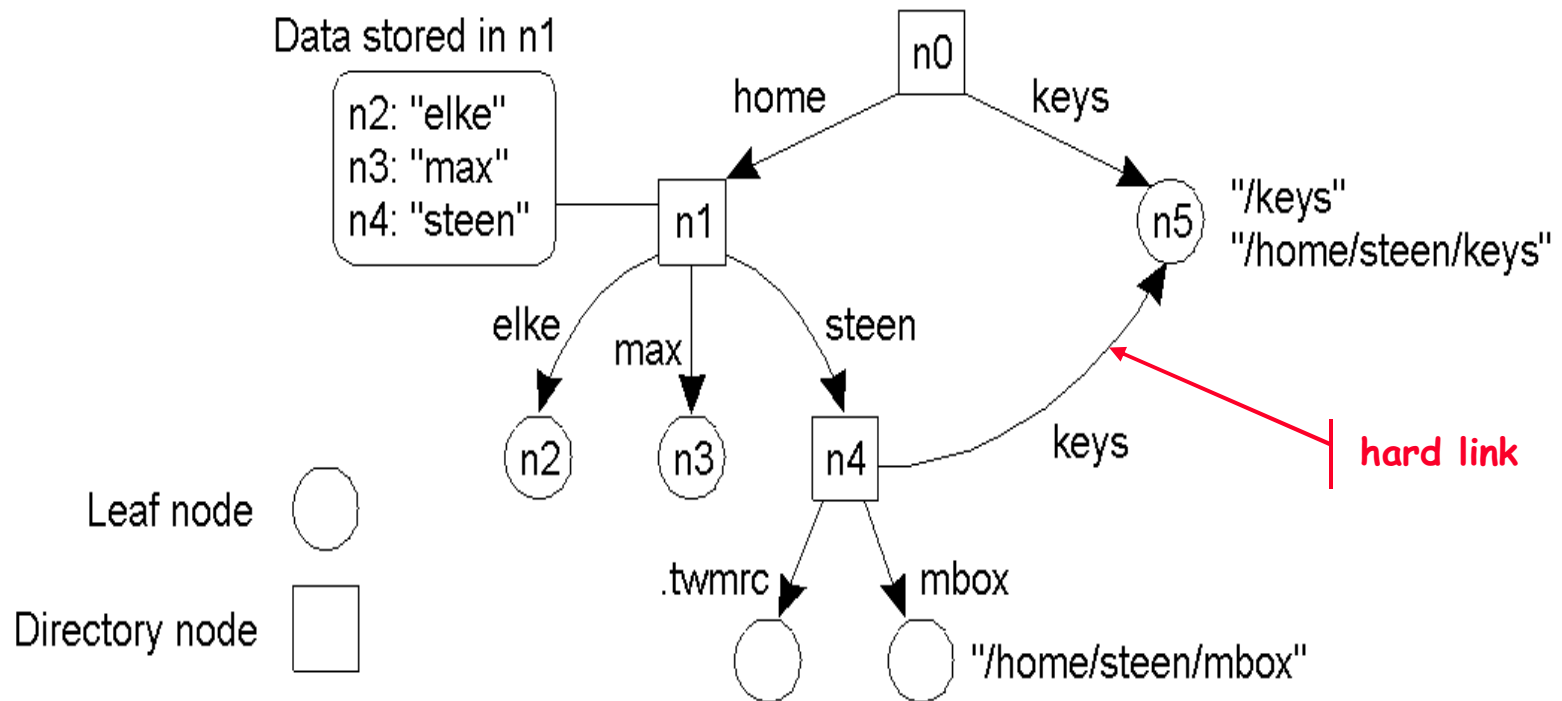 Data stored in n1
n2: "elke"
n3: "max"
n4: "steen"
n0
home
keys
n1
n5
"/keys"
"/home/steen/keys"
elke
max
steen
n2
n3
n4
keys
hard link
Leaf node
.twmrc
mbox
Directory node
"/home/steen/mbox"